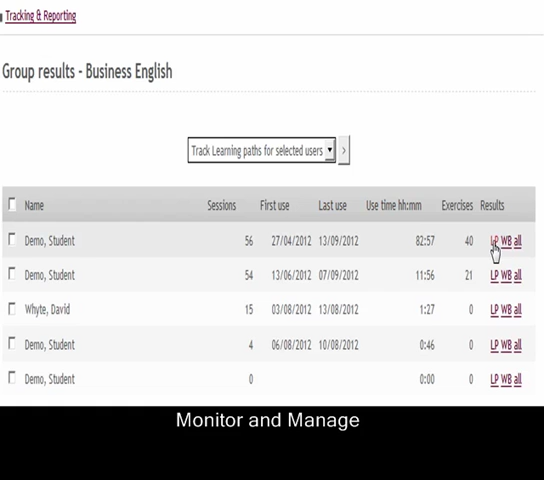 Tracking & Reporting
Group results - Business English
Track Learning paths for selected users >
Name Sessions First use Last use Use time hh:mm Exercises Results
Demo, Student 56 27/04/2012 13/09/2012 82:57 40 LP WB all
Demo, Student 54 13/06/2012 07/09/2012 11:56 21 LP WB all
Whyte, David 15 03/08/2012 13/08/2012 1:27 0 LP WB all
Demo, Student 4 06/08/2012 10/08/2012 0:46 0 LP WB all
Demo, Student 0 0:00 0 LP WB all
Monitor and Manage